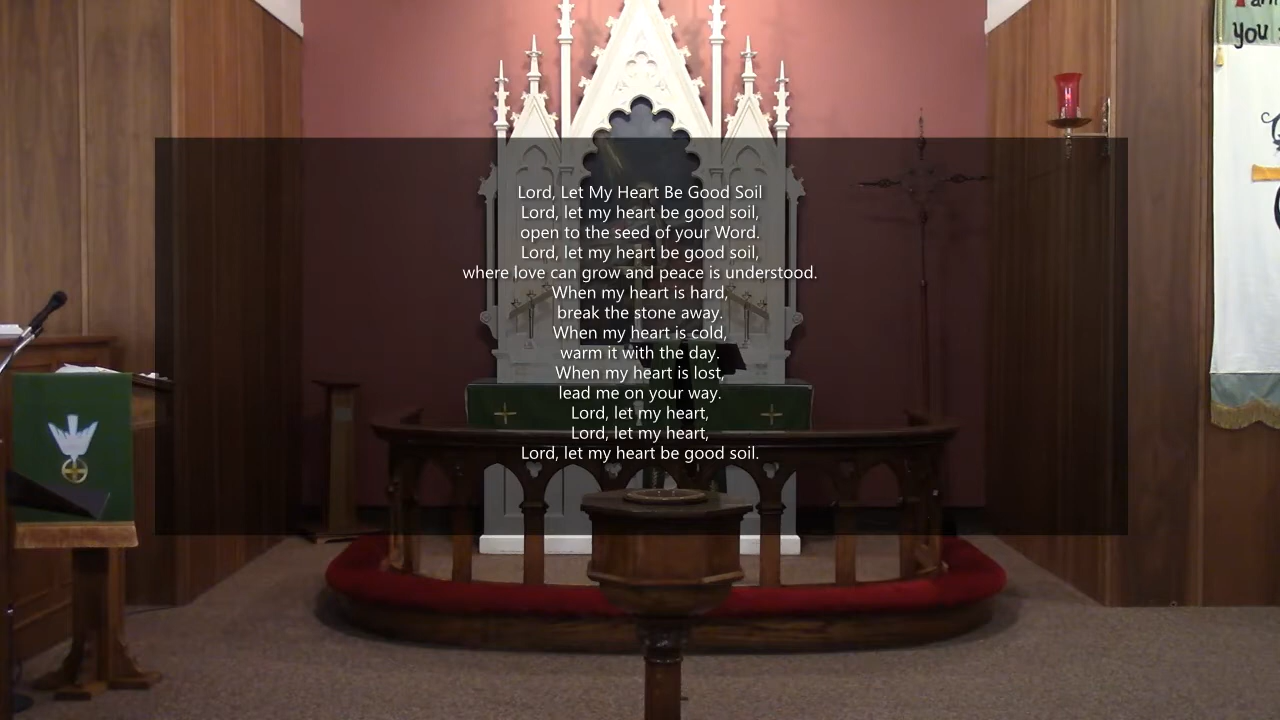 am
you
Lord, Let My Heart Be Good Soil
Lord, let my heart be good soil,
open to the seed of your Word.
Lord, let my heart be good soil,
where love can grow and peace is understood.
When my heart is hard,
break the stone away.
When my heart is cold,
warm it with the day.
When my heart is lost,
lead me on your way.
Lord, let my heart,
Lord, let my heart,
Lord, let my heart be good soil.